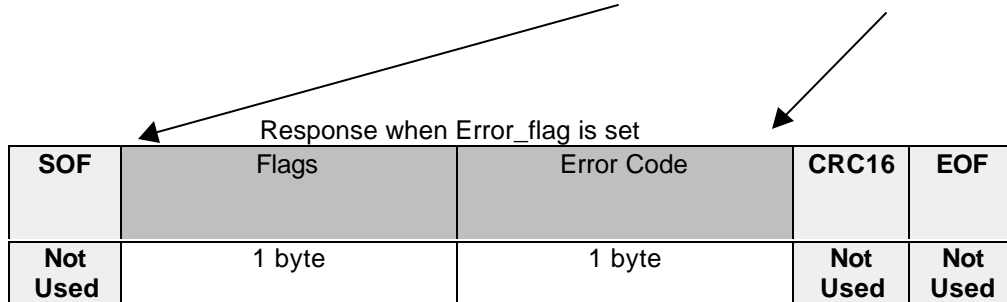 Response when Error_flag is set
SOF Flags Error Code CRC16 EOF
Not Used 1 byte 1 byte Not Used Not Used